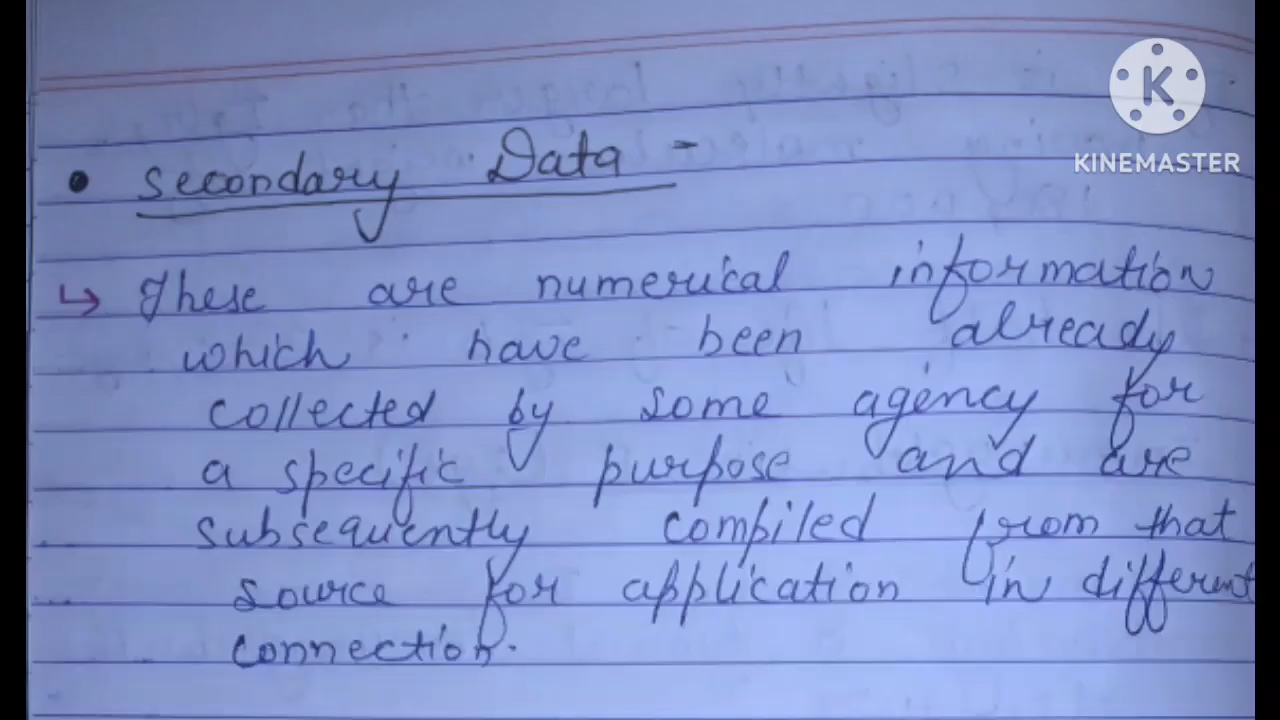 K
KINEMASTER
• Secondary Data -
↳ These are numerical information
which have been already
collected by some agency for
a specific purpose and are
subsequently compiled from that
source for application in different
connection.